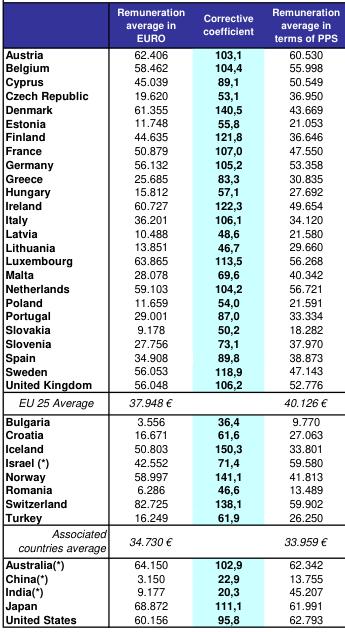 Remuneration average in EURO Corrective coefficient Remuneration average in terms of PPS
Austria 62.406 103,1 60.530
Belgium 58.462 104,4 55.998
Cyprus 45.039 89,1 50.549
Czech Republic 19.620 53,1 36.950
Denmark 61.355 140,5 43.669
Estonia 11.748 55,8 21.053
Finland 44.635 121,8 36.646
France 50.879 107,0 47.550
Germany 56.132 105,2 53.358
Greece 25.685 83,3 30.835
Hungary 15.812 57,1 27.692
Ireland 60.727 122,3 49.654
Italy 36.201 106,1 34.120
Latvia 10.488 48,6 21.580
Lithuania 13.851 46,7 29.660
Luxembourg 63.865 113,5 56.268
Malta 28.078 69,6 40.342
Netherlands 59.103 104,2 56.721
Poland 11.659 54,0 21.591
Portugal 29.001 87,0 33.334
Slovakia 9.178 50,2 18.282
Slovenia 27.756 73,1 37.970
Spain 34.908 89,8 38.873
Sweden 56.053 118,9 47.143
United Kingdom 56.048 106,2 52.776
EU 25 Average 37.948 € 40.126 €
Bulgaria 3.556 36,4 9.770
Croatia 16.671 61,6 27.063
Iceland 50.803 150,3 33.801
Israel (*) 42.552 71,4 59.580
Norway 58.997 141,1 41.813
Romania 6.286 46,6 13.489
Switzerland 82.725 138,1 59.902
Turkey 16.249 61,9 26.250
Associated countries average 34.730 € 33.959 €
Australia(*) 64.150 102,9 62.342
China(*) 3.150 22,9 13.755
India(*) 9.177 20,3 45.207
Japan 68.872 111,1 61.991
United States 60.156 95,8 62.793